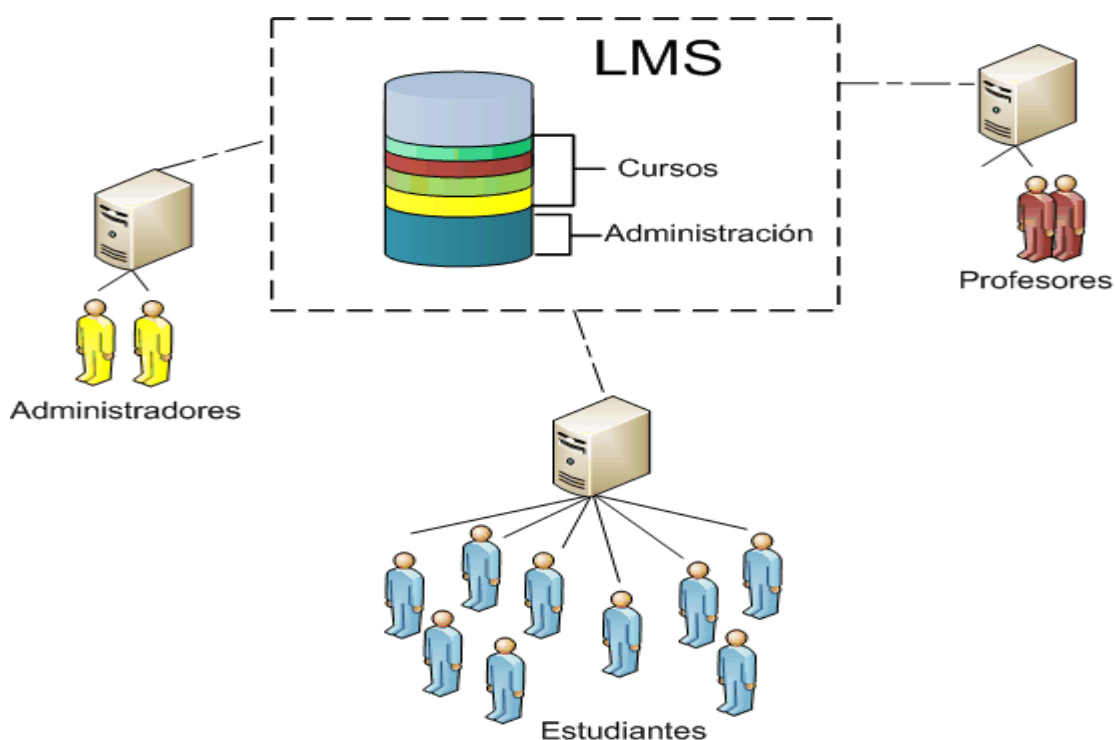 LMS
Cursos
Administración
Profesores
Administradores
Estudiantes